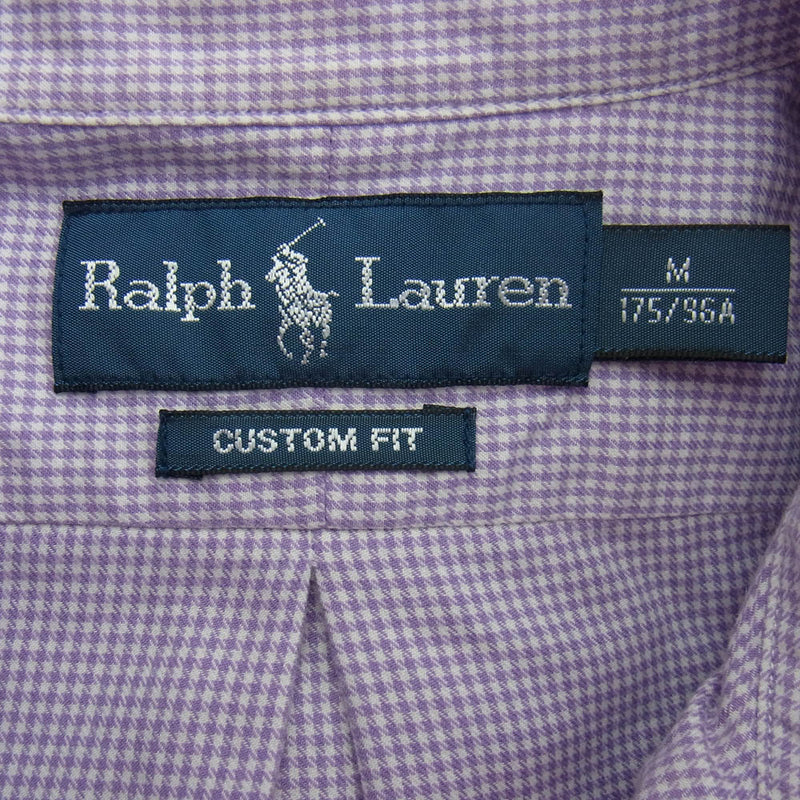 Ralph Lauren
M
175/96A
CUSTOM FIT